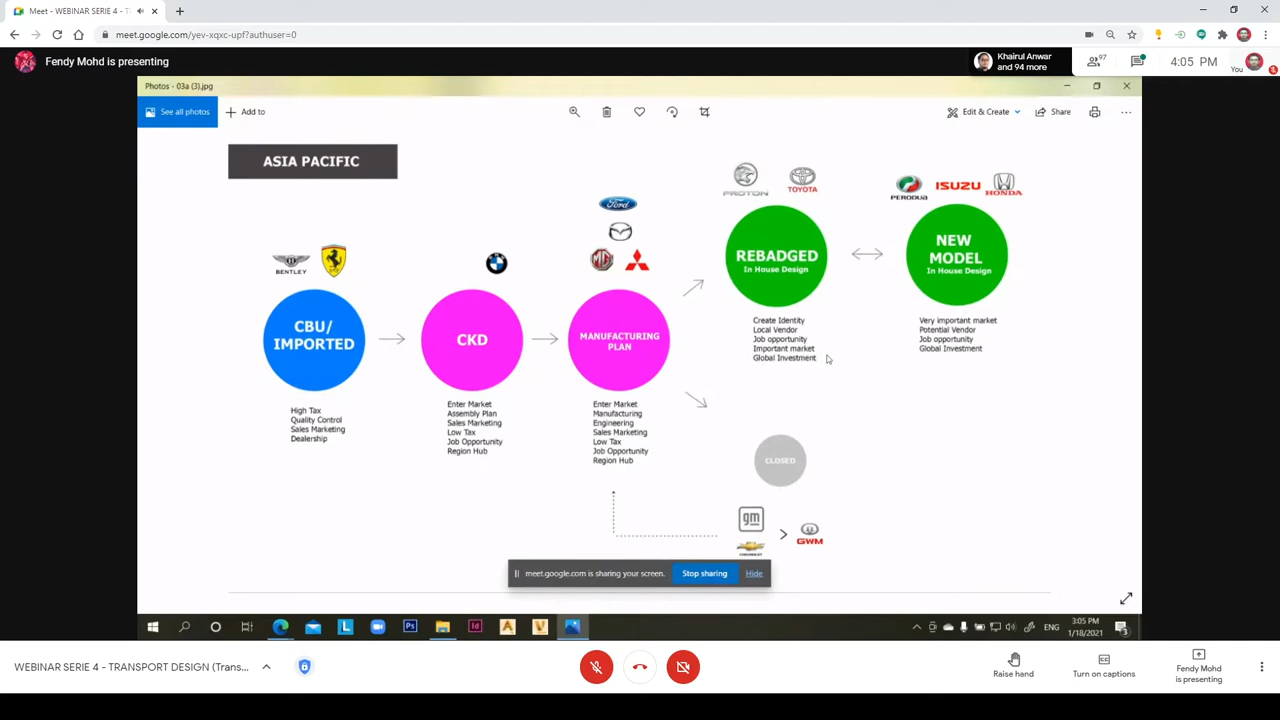 Meet - WEBINAR SERIE 4 - T
meet.google.com/yev-xqxc-upf?authuser=0
Fendy Mohd is presenting
Khairul Anwar
and 94 more
97
4:05 PM
You
Photos - 03a (3).jpg
See all photos
Add to
Edit & Create
Share
ASIA PACIFIC
PROTON
TOYOTA
PERODUA
ISUZU
HONDA
Ford
BENTLEY
MG
REBADGED
In House Design
NEW
MODEL
In House Design
CBU/
IMPORTED
CKD
MANUFACTURING
PLAN
Create Identity
Local Vendor
Job opportunity
Important market
Global Investment
Very important market
Potential Vendor
Job opportunity
Global Investment
High Tax
Quality Control
Sales Marketing
Dealership
Enter Market
Assembly Plan
Sales Marketing
Low Tax
Job Opportunity
Region Hub
Enter Market
Manufacturing
Engineering
Sales Marketing
Low Tax
Job Opportunity
Region Hub
CLOSED
gm
CHEVROLET
>
GWM
meet.google.com is sharing your screen.
Stop sharing
Hide
Ps
Id
ENG
3:05 PM
1/18/2021
3
WEBINAR SERIE 4 - TRANSPORT DESIGN (Trans...
Raise hand
Turn on captions
Fendy Mohd
is presenting